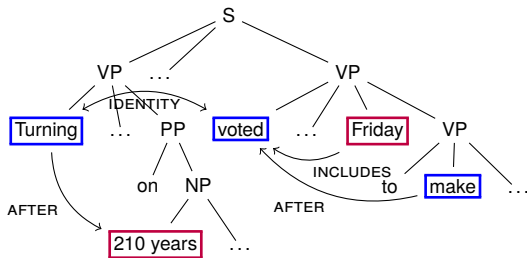 S
VP ... VP
IDENTITY
Turning ... PP voted ... Friday VP
on NP INCLUDES to make ...
AFTER AFTER
210 years ...